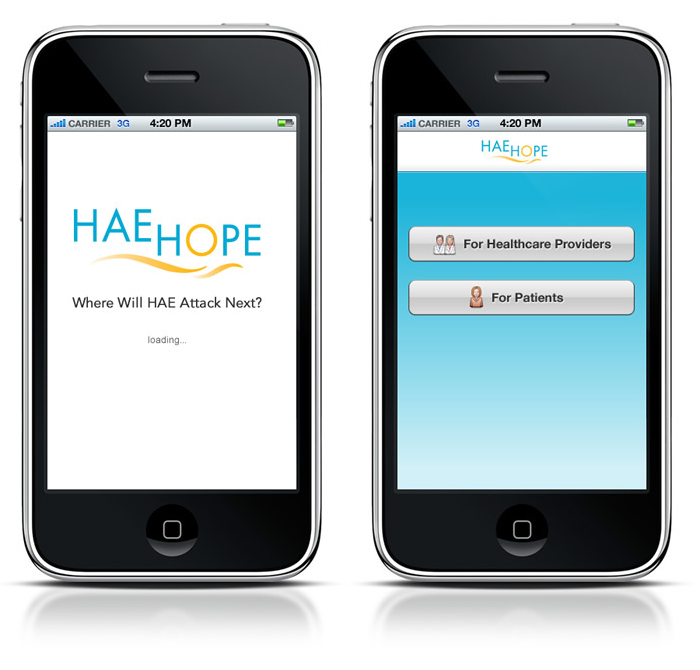 CARRIER 3G 4:20 PM
HAEHOPE
Where Will HAE Attack Next?
loading...
CARRIER 3G 4:20 PM
HAEHOPE
For Healthcare Providers
For Patients